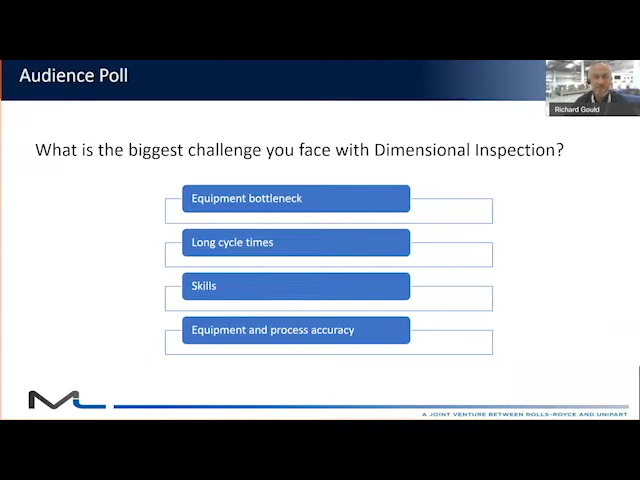 Audience Poll
Richard Gould
What is the biggest challenge you face with Dimensional Inspection?
Equipment bottleneck
Long cycle times
Skills
Equipment and process accuracy
A JOINT VENTURE BETWEEN ROLLS-ROYCE AND UNIPART